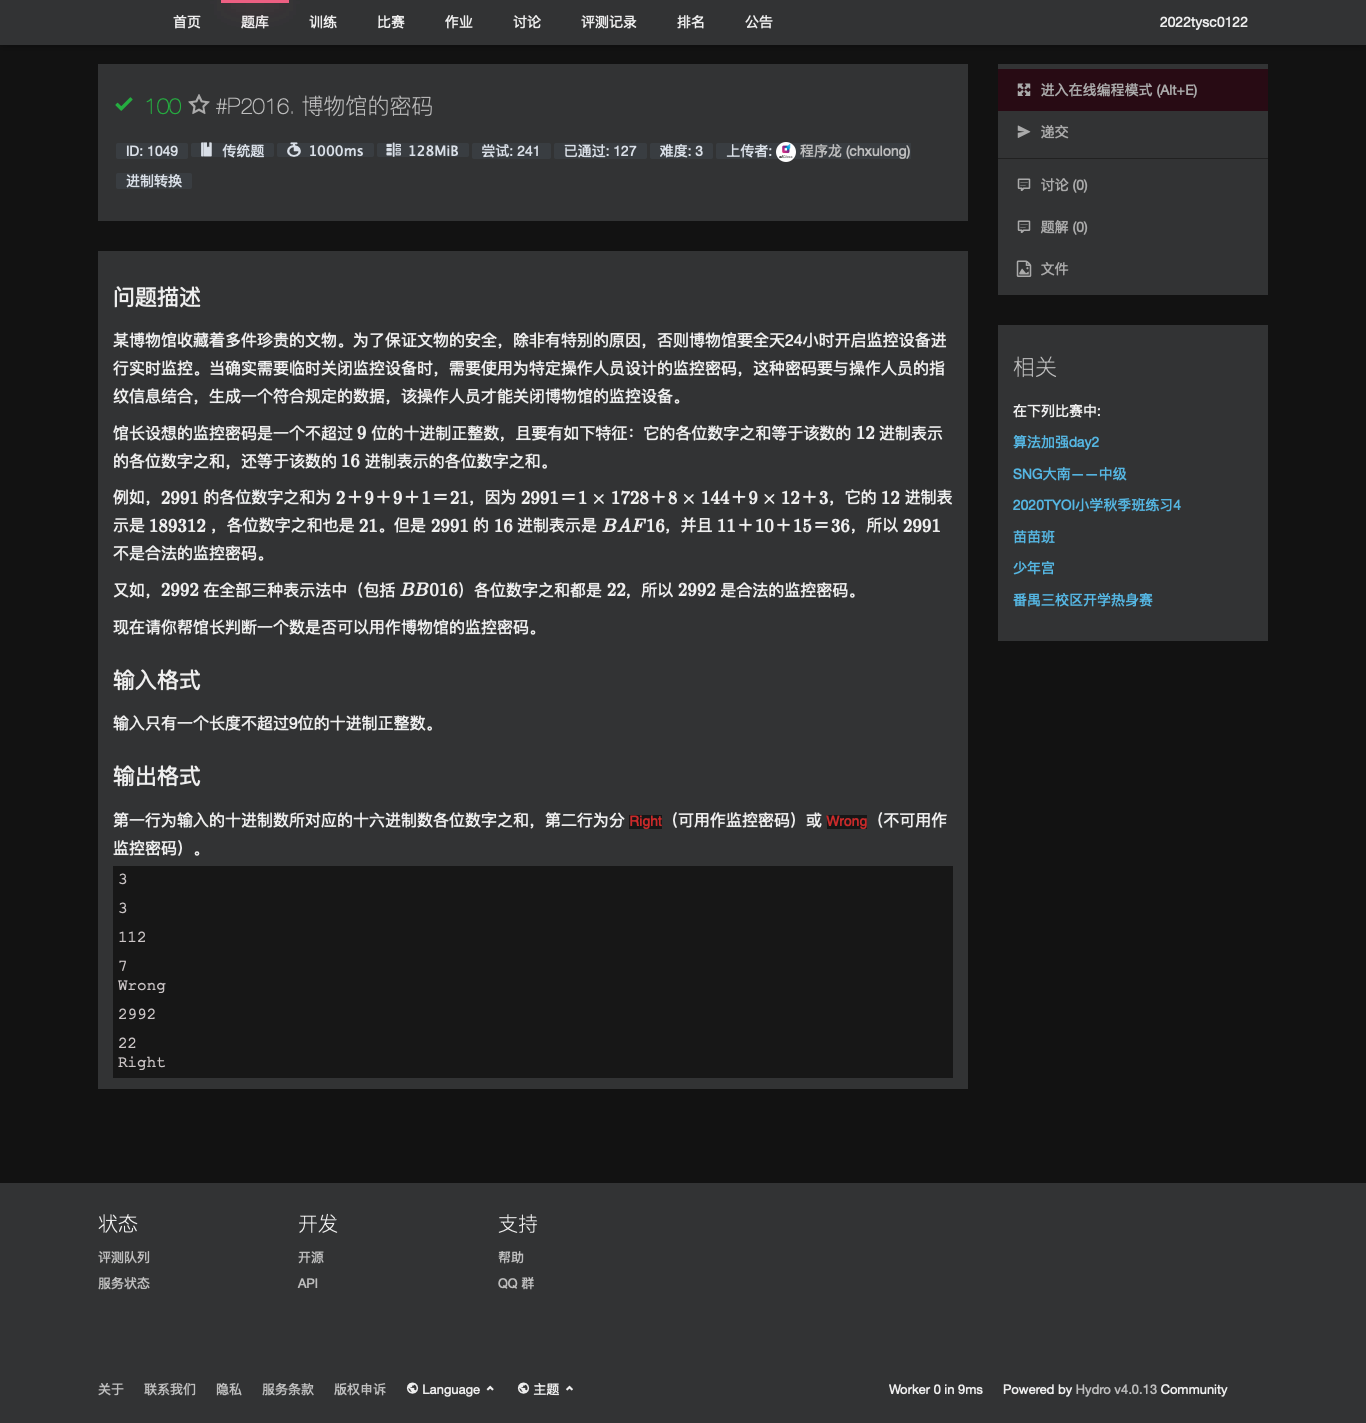 首页 题库 训练 比赛 作业 讨论 评测记录 排名 公告 2022tysc0122
100 #P2016. 博物馆的密码
ID: 1049 传统题 1000ms 128MiB 尝试: 241 已通过: 127 难度: 3 上传者: 程序龙 (chxulong)
进制转换
问题描述
某博物馆收藏着多件珍贵的文物。为了保证文物的安全，除非有特别的原因，否则博物馆要全天24小时开启监控设备进
行实时监控。当确实需要临时关闭监控设备时，需要使用为特定操作人员设计的监控密码，这种密码要与操作人员的指
纹信息结合，生成一个符合规定的数据，该操作人员才能关闭博物馆的监控设备。
馆长设想的监控密码是一个不超过 9 位的十进制正整数，且要有如下特征：它的各位数字之和等于该数的 12 进制表示
的各位数字之和，还等于该数的 16 进制表示的各位数字之和。
例如，2991 的各位数字之和为 2+9+9+1=21，因为 2991=1 × 1728+8 × 144+9 × 12+3，它的 12 进制表
示是 189312 ，各位数字之和也是 21。但是 2991 的 16 进制表示是 BAF16，并且 11+10+15=36，所以 2991
不是合法的监控密码。
又如，2992 在全部三种表示法中（包括 BB016）各位数字之和都是 22，所以 2992 是合法的监控密码。
现在请你帮馆长判断一个数是否可以用作博物馆的监控密码。
输入格式
输入只有一个长度不超过9位的十进制正整数。
输出格式
第一行为输入的十进制数所对应的十六进制数各位数字之和，第二行为分 Right（可用作监控密码）或 Wrong（不可用作
监控密码）。
3
3
112
7
Wrong
2992
22
Right
进入在线编程模式 (Alt+E)
递交
讨论 (0)
题解 (0)
文件
相关
在下列比赛中:
算法加强day2
SNG大南——中级
2020TYOI小学秋季班练习4
苗苗班
少年宫
番禺三校区开学热身赛
状态
评测队列
服务状态
开发
开源
API
支持
帮助
QQ 群
关于 联系我们 隐私 服务条款 版权申诉 Language 主题 Worker 0 in 9ms Powered by Hydro v4.0.13 Community